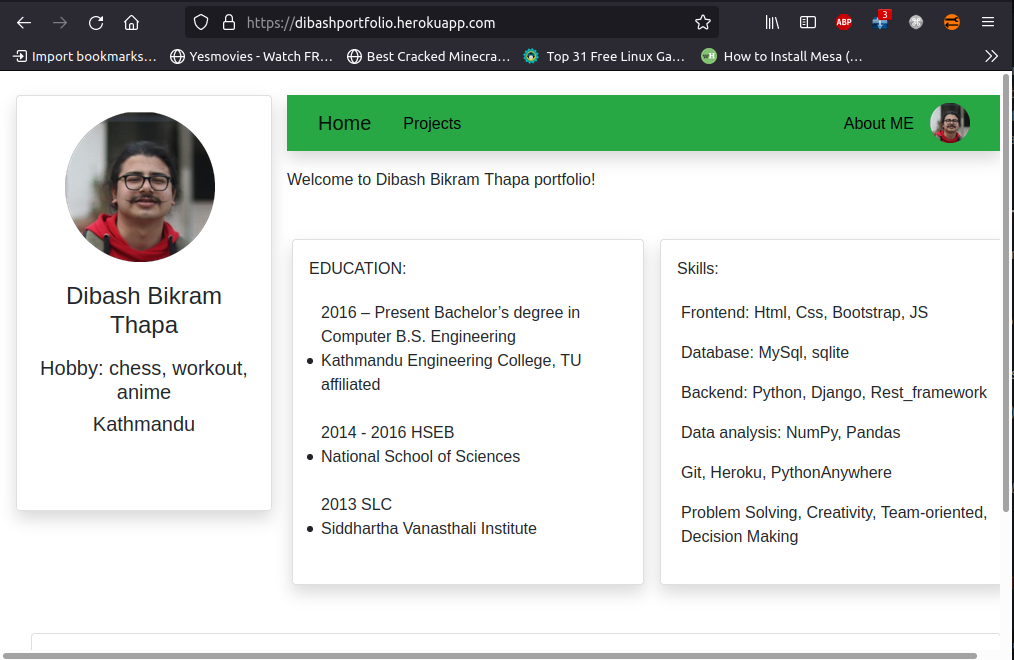 https://dibashportfolio.herokuapp.com
ABP
3
Import bookmarks...
Yesmovies - Watch FR...
Best Cracked Minecra...
Top 31 Free Linux Ga...
How to Install Mesa (...
Home
Projects
About ME
Welcome to Dibash Bikram Thapa portfolio!
Dibash Bikram
Thapa
Hobby: chess, workout,
anime
Kathmandu
EDUCATION:
2016 – Present Bachelor’s degree in
Computer B.S. Engineering
Kathmandu Engineering College, TU
affiliated
2014 - 2016 HSEB
National School of Sciences
2013 SLC
Siddhartha Vanasthali Institute
Skills:
Frontend: Html, Css, Bootstrap, JS
Database: MySql, sqlite
Backend: Python, Django, Rest_framework
Data analysis: NumPy, Pandas
Git, Heroku, PythonAnywhere
Problem Solving, Creativity, Team-oriented,
Decision Making